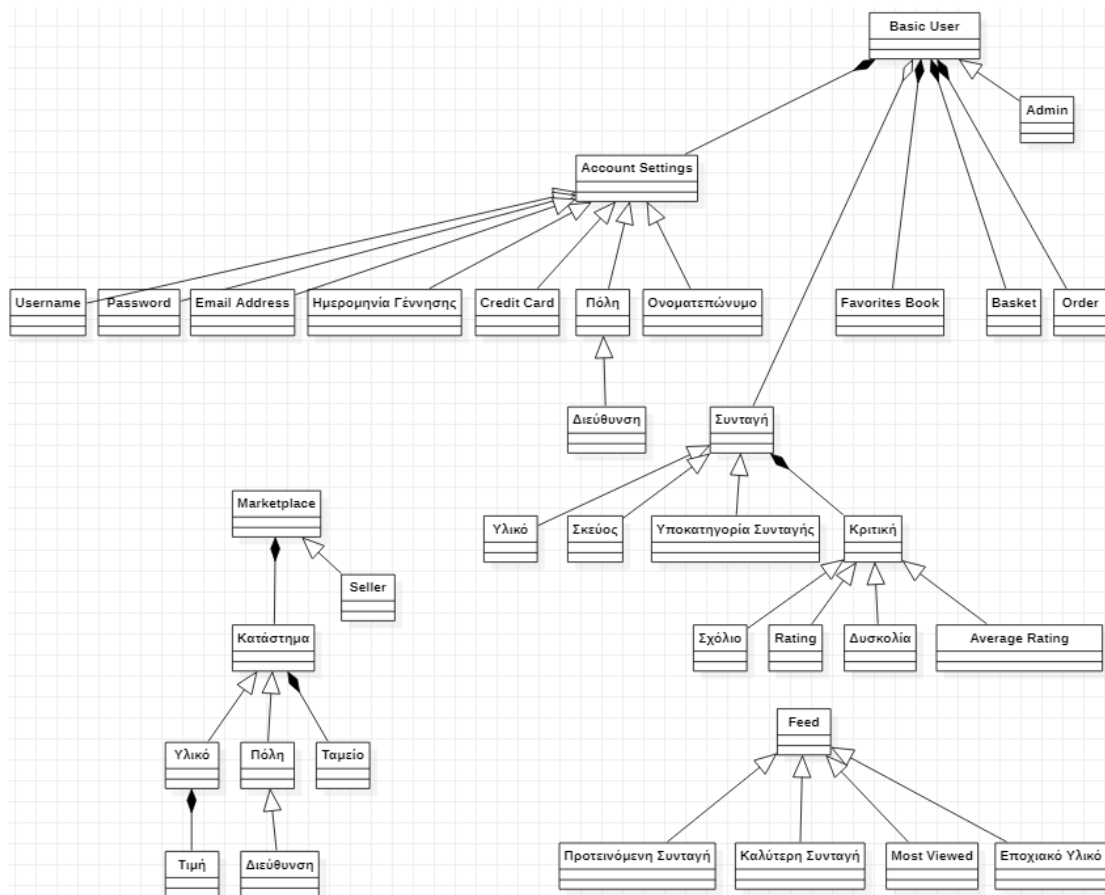 Basic User
Admin
Account Settings
Username
Password
Email Address
Ημερομηνία Γέννησης
Credit Card
Πόλη
Ονοματεπώνυμο
Favorites Book
Basket
Order
Διεύθυνση
Συνταγή
Marketplace
Υλικό
Σκεύος
Υποκατηγορία Συνταγής
Κριτική
Seller
Κατάστημα
Σχόλιο
Rating
Δυσκολία
Average Rating
Feed
Υλικό
Πόλη
Ταμείο
Τιμή
Διεύθυνση
Προτεινόμενη Συνταγή
Καλύτερη Συνταγή
Most Viewed
Εποχιακό Υλικό